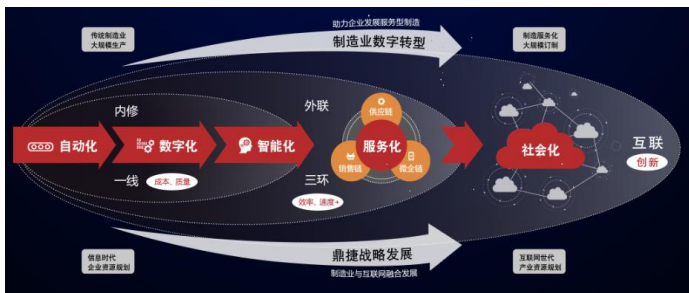 助力企业发展服务型制造
传统制造业
大规模生产
制造业数字转型
制造服务化
大规模订制
内修
外联
供应链
自动化
数字化
智能化
服务化
社会化
互联
创新
销售链
微企链
一线
成本、质量
三环
效率、速度+
信息时代
企业资源规划
鼎捷战略发展
制造业与互联网融合发展
互联网世代
产业资源规划